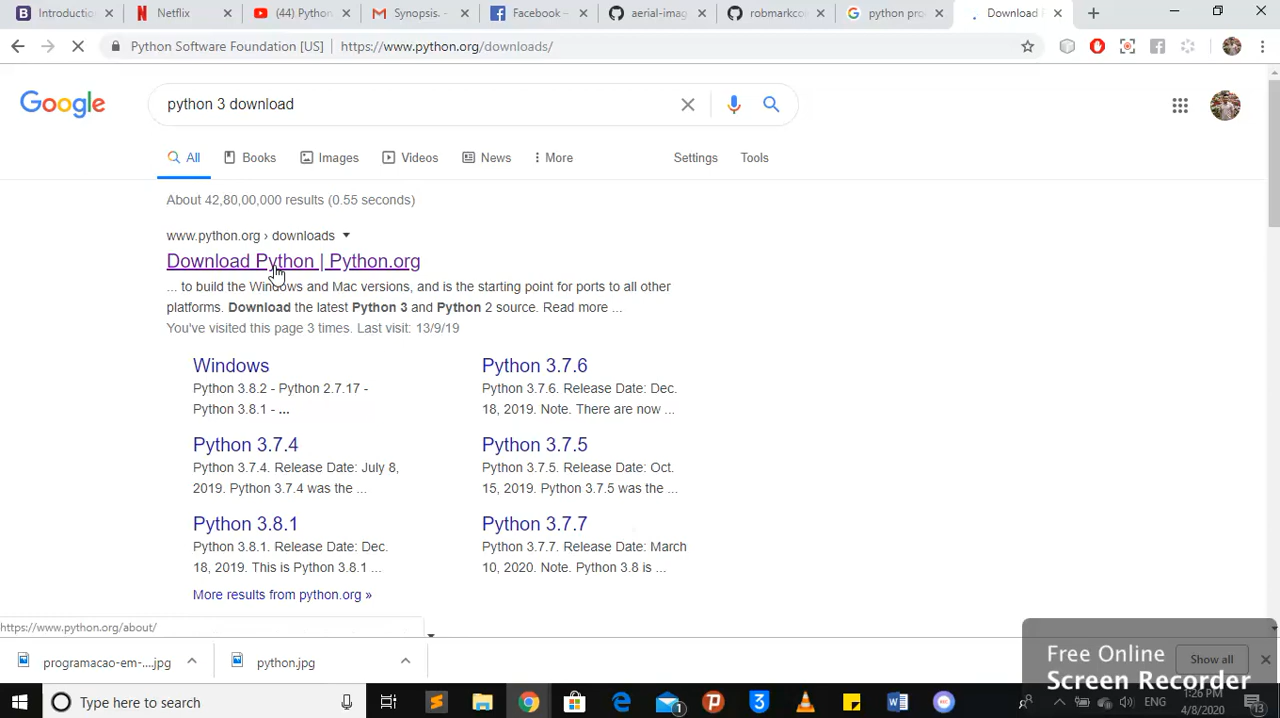 Introductio
Netflix
(44) Python
Synopsis. -
Facebook –
aerial-imag
robmarkcoi
python pro
Download P
Python Software Foundation [US]
https://www.python.org/downloads/
Google
python 3 download
All
Books
Images
Videos
News
More
Settings
Tools
About 42,80,00,000 results (0.55 seconds)
www.python.org › downloads
Download Python | Python.org
... to build the Windows and Mac versions, and is the starting point for ports to all other
platforms. Download the latest Python 3 and Python 2 source. Read more ...
You've visited this page 3 times. Last visit: 13/9/19
Windows
Python 3.8.2 - Python 2.7.17 -
Python 3.8.1 - ...
Python 3.7.6
Python 3.7.6. Release Date: Dec.
18, 2019. Note. There are now ...
Python 3.7.4
Python 3.7.4. Release Date: July 8,
2019. Python 3.7.4 was the ...
Python 3.7.5
Python 3.7.5. Release Date: Oct.
15, 2019. Python 3.7.5 was the ...
Python 3.8.1
Python 3.8.1. Release Date: Dec.
18, 2019. This is Python 3.8.1 ...
Python 3.7.7
Python 3.7.7. Release Date: March
10, 2020. Note. Python 3.8 is ...
More results from python.org »
https://www.python.org/about/
programacao-em-....jpg
python.jpg
Show all
Free Online
Screen Recorder
Type here to search
ENG
1:26 PM
4/8/2020
13